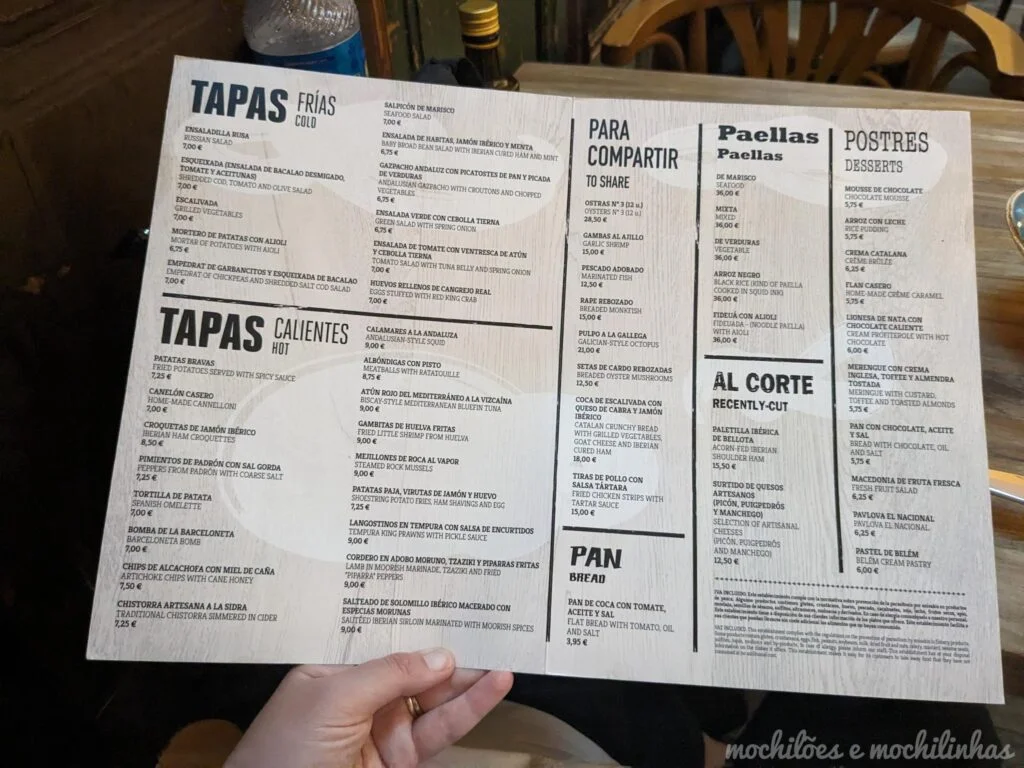 TAPAS FRÍAS
COLD
ENSALADILLA RUSA
RUSSIAN SALAD
7,00 €
ESQUEIXADA (ENSALADA DE BACALAO DESMIGADO,
TOMATE Y ACEITUNAS)
SHREDDED COD, TOMATO AND OLIVE SALAD
7,00 €
ESCALIVADA
GRILLED VEGETABLES
7,00 €
MORTERO DE PATATAS CON ALIOLI
MORTAR OF POTATOES WITH AIOLI
6,75 €
EMPEDRAT DE GARBANCITOS Y ESQUEIXADA DE BACALAO
EMPEDRAT OF CHICKPEAS AND SHREDDED SALT COD SALAD
7,00 €
SALPICÓN DE MARISCO
SEAFOOD SALAD
7,00 €
ENSALADA DE HABITAS, JAMÓN IBÉRICO Y MENTA
BABY BROAD BEAN SALAD WITH IBERIAN CURED HAM AND MINT
6,75 €
GAZPACHO ANDALUZ CON PICATOSTES DE PAN Y PICADA
DE VERDURAS
ANDALUSIAN GAZPACHO WITH CROUTONS AND CHOPPED
VEGETABLES
6,75 €
ENSALADA VERDE CON CEBOLLA TIERNA
GREEN SALAD WITH SPRING ONION
6,75 €
ENSALADA DE TOMATE CON VENTRESCA DE ATÚN
Y CEBOLLA TIERNA
TOMATO SALAD WITH TUNA BELLY AND SPRING ONION
7,00 €
HUEVOS RELLENOS DE CANGREJO REAL
EGGS STUFFED WITH RED KING CRAB
7,00 €
TAPAS CALIENTES
HOT
PATATAS BRAVAS
FRIED POTATOES SERVED WITH SPICY SAUCE
7,25 €
CANELÓN CASERO
HOME-MADE CANNELLONI
7,00 €
CROQUETAS DE JAMÓN IBÉRICO
IBERIAN HAM CROQUETTES
8,50 €
PIMIENTOS DE PADRÓN CON SAL GORDA
PEPPERS FROM PADRÓN WITH COARSE SALT
7,25 €
TORTILLA DE PATATA
SPANISH OMELETTE
7,00 €
BOMBA DE LA BARCELONETA
BARCELONETA BOMB
7,00 €
CHIPS DE ALCACHOFA CON MIEL DE CAÑA
ARTICHOKE CHIPS WITH CANE HONEY
7,50 €
CHISTORRA ARTESANA A LA SIDRA
TRADITIONAL CHISTORRA SIMMERED IN CIDER
7,25 €
CALAMARES A LA ANDALUZA
ANDALUSIAN-STYLE SQUID
9,00 €
ALBÓNDIGAS CON PISTO
MEATBALLS WITH RATATOUILLE
8,75 €
ATÚN ROJO DEL MEDITERRÁNEO A LA VIZCAÍNA
BISCAY-STYLE MEDITERRANEAN BLUEFIN TUNA
9,00 €
GAMBITAS DE HUELVA FRITAS
FRIED LITTLE SHRIMP FROM HUELVA
9,00 €
MEJILLONES DE ROCA AL VAPOR
STEAMED ROCK MUSSELS
9,00 €
PATATAS PAJA, VIRUTAS DE JAMÓN Y HUEVO
SHOESTRING POTATO FRIES, HAM SHAVINGS AND EGG
7,25 €
LANGOSTINOS EN TEMPURA CON SALSA DE ENCURTIDOS
TEMPURA KING PRAWNS WITH PICKLE SAUCE
9,00 €
CORDERO EN ADOBO MORUNO, TZAZIKI Y PIPARRAS FRITAS
LAMB IN MOORISH MARINADE, TZAZIKI AND FRIED
"PIPARRA" PEPPERS
9,00 €
SALTEADO DE SOLOMILLO IBÉRICO MACERADO CON
ESPECIAS MORUNAS
SAUTÉED IBERIAN SIRLOIN MARINATED WITH MOORISH SPICES
9,00 €
PARA
COMPARTIR
TO SHARE
OSTRAS Nº 3 (12 u.)
OYSTERS Nº 3 (12 u.)
28,50 €
GAMBAS AL AJILLO
GARLIC SHRIMP
15,00 €
PESCADO ADOBADO
MARINATED FISH
12,50 €
RAPE REBOZADO
BREADED MONKFISH
15,00 €
PULPO A LA GALLEGA
GALICIAN-STYLE OCTOPUS
21,00 €
SETAS DE CARDO REBOZADAS
BREADED OYSTER MUSHROOMS
12,50 €
COCA DE ESCALIVADA CON
QUESO DE CABRA Y JAMÓN
IBÉRICO
CATALAN CRUNCHY BREAD
WITH GRILLED VEGETABLES,
GOAT CHEESE AND IBERIAN
CURED HAM
18,00 €
TIRAS DE POLLO CON
SALSA TÁRTARA
FRIED CHICKEN STRIPS WITH
TARTAR SAUCE
15,00 €
PAN
BREAD
PAN DE COCA CON TOMATE,
ACEITE Y SAL
FLAT BREAD WITH TOMATO, OIL
AND SALT
3,95 €
Paellas
Paellas
DE MARISCO
SEAFOOD
36,00 €
MIXTA
MIXED
36,00 €
DE VERDURAS
VEGETABLE
36,00 €
ARROZ NEGRO
BLACK RICE (KIND OF PAELLA
COOKED IN SQUID INK)
36,00 €
FIDEUÁ CON ALIOLI
FIDEUADA - (NOODLE PAELLA)
WITH AIOLI
36,00 €
AL CORTE
RECENTLY-CUT
PALETILLA IBÉRICA
DE BELLOTA
ACORN-FED IBERIAN
SHOULDER HAM
15,50 €
SURTIDO DE QUESOS
ARTESANOS
(PICÓN, PUIGPEDRÓS
Y MANCHEGO)
SELECTION OF ARTISANAL
CHEESES
(PICÓN, PUIGPEDRÓS
AND MANCHEGO)
12,50 €
POSTRES
DESSERTS
MOUSSE DE CHOCOLATE
CHOCOLATE MOUSSE
5,75 €
ARROZ CON LECHE
RICE PUDDING
5,75 €
CREMA CATALANA
CRÈME BRÛLÉE
6,25 €
FLAN CASERO
HOME-MADE CRÈME CARAMEL
5,75 €
LIONESA DE NATA CON
CHOCOLATE CALIENTE
CREAM PROFITEROLE WITH HOT
CHOCOLATE
6,00 €
MERENGUE CON CREMA
INGLESA, TOFFEE Y ALMENDRA
TOSTADA
MERINGUE WITH CUSTARD,
TOFFEE AND TOASTED ALMONDS
5,75 €
PAN CON CHOCOLATE, ACEITE
Y SAL
BREAD WITH CHOCOLATE, OIL
AND SALT
5,75 €
MACEDONIA DE FRUTA FRESCA
FRESH FRUIT SALAD
6,25 €
PAVLOVA EL NACIONAL
PAVLOVA EL NACIONAL
6,25 €
PASTEL DE BELÉM
BELÉM CREAM PASTRY
6,00 €
IVA INCLUIDO.
VAT INCLUDED.
mochilões e mochilinhas